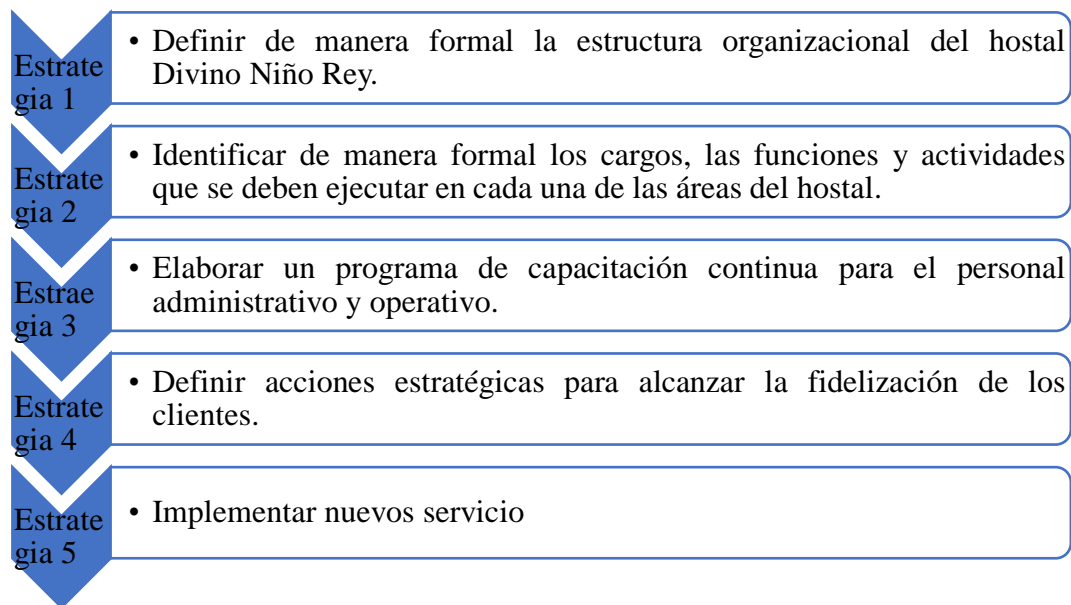 Estrate
gia 1
• Definir de manera formal la estructura organizacional del hostal
Divino Niño Rey.
Estrate
gia 2
• Identificar de manera formal los cargos, las funciones y actividades
que se deben ejecutar en cada una de las áreas del hostal.
Estrae
gia 3
• Elaborar un programa de capacitación continua para el personal
administrativo y operativo.
Estrate
gia 4
• Definir acciones estratégicas para alcanzar la fidelización de los
clientes.
Estrate
gia 5
• Implementar nuevos servicio